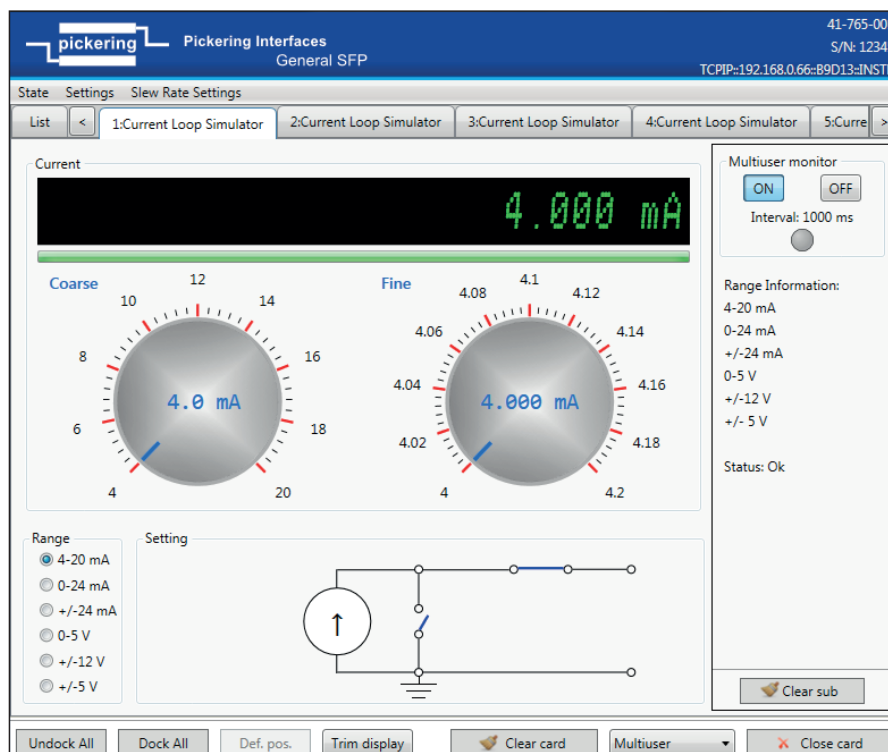 41-765-00
pickering
Pickering Interfaces
S/N: 1234
General SFP
TCPIP::192.168.0.66::B9D13::INST
State Settings Slew Rate Settings
List < 1:Current Loop Simulator 2:Current Loop Simulator 3:Current Loop Simulator 4:Current Loop Simulator 5:Curre >
Current
4.000 mA
Coarse
4
6
8
10
12
14
16
18
20
4.0 mA
Fine
4
4.02
4.04
4.06
4.08
4.1
4.12
4.14
4.16
4.18
4.2
4.000 mA
Multiuser monitor
ON OFF
Interval: 1000 ms
Range Information:
4-20 mA
0-24 mA
+/-24 mA
0-5 V
+/-12 V
+/- 5 V
Status: Ok
Range
4-20 mA
0-24 mA
+/-24 mA
0-5 V
+/-12 V
+/-5 V
Setting
Clear sub
Undock All Dock All Def. pos. Trim display Clear card Multiuser Close card